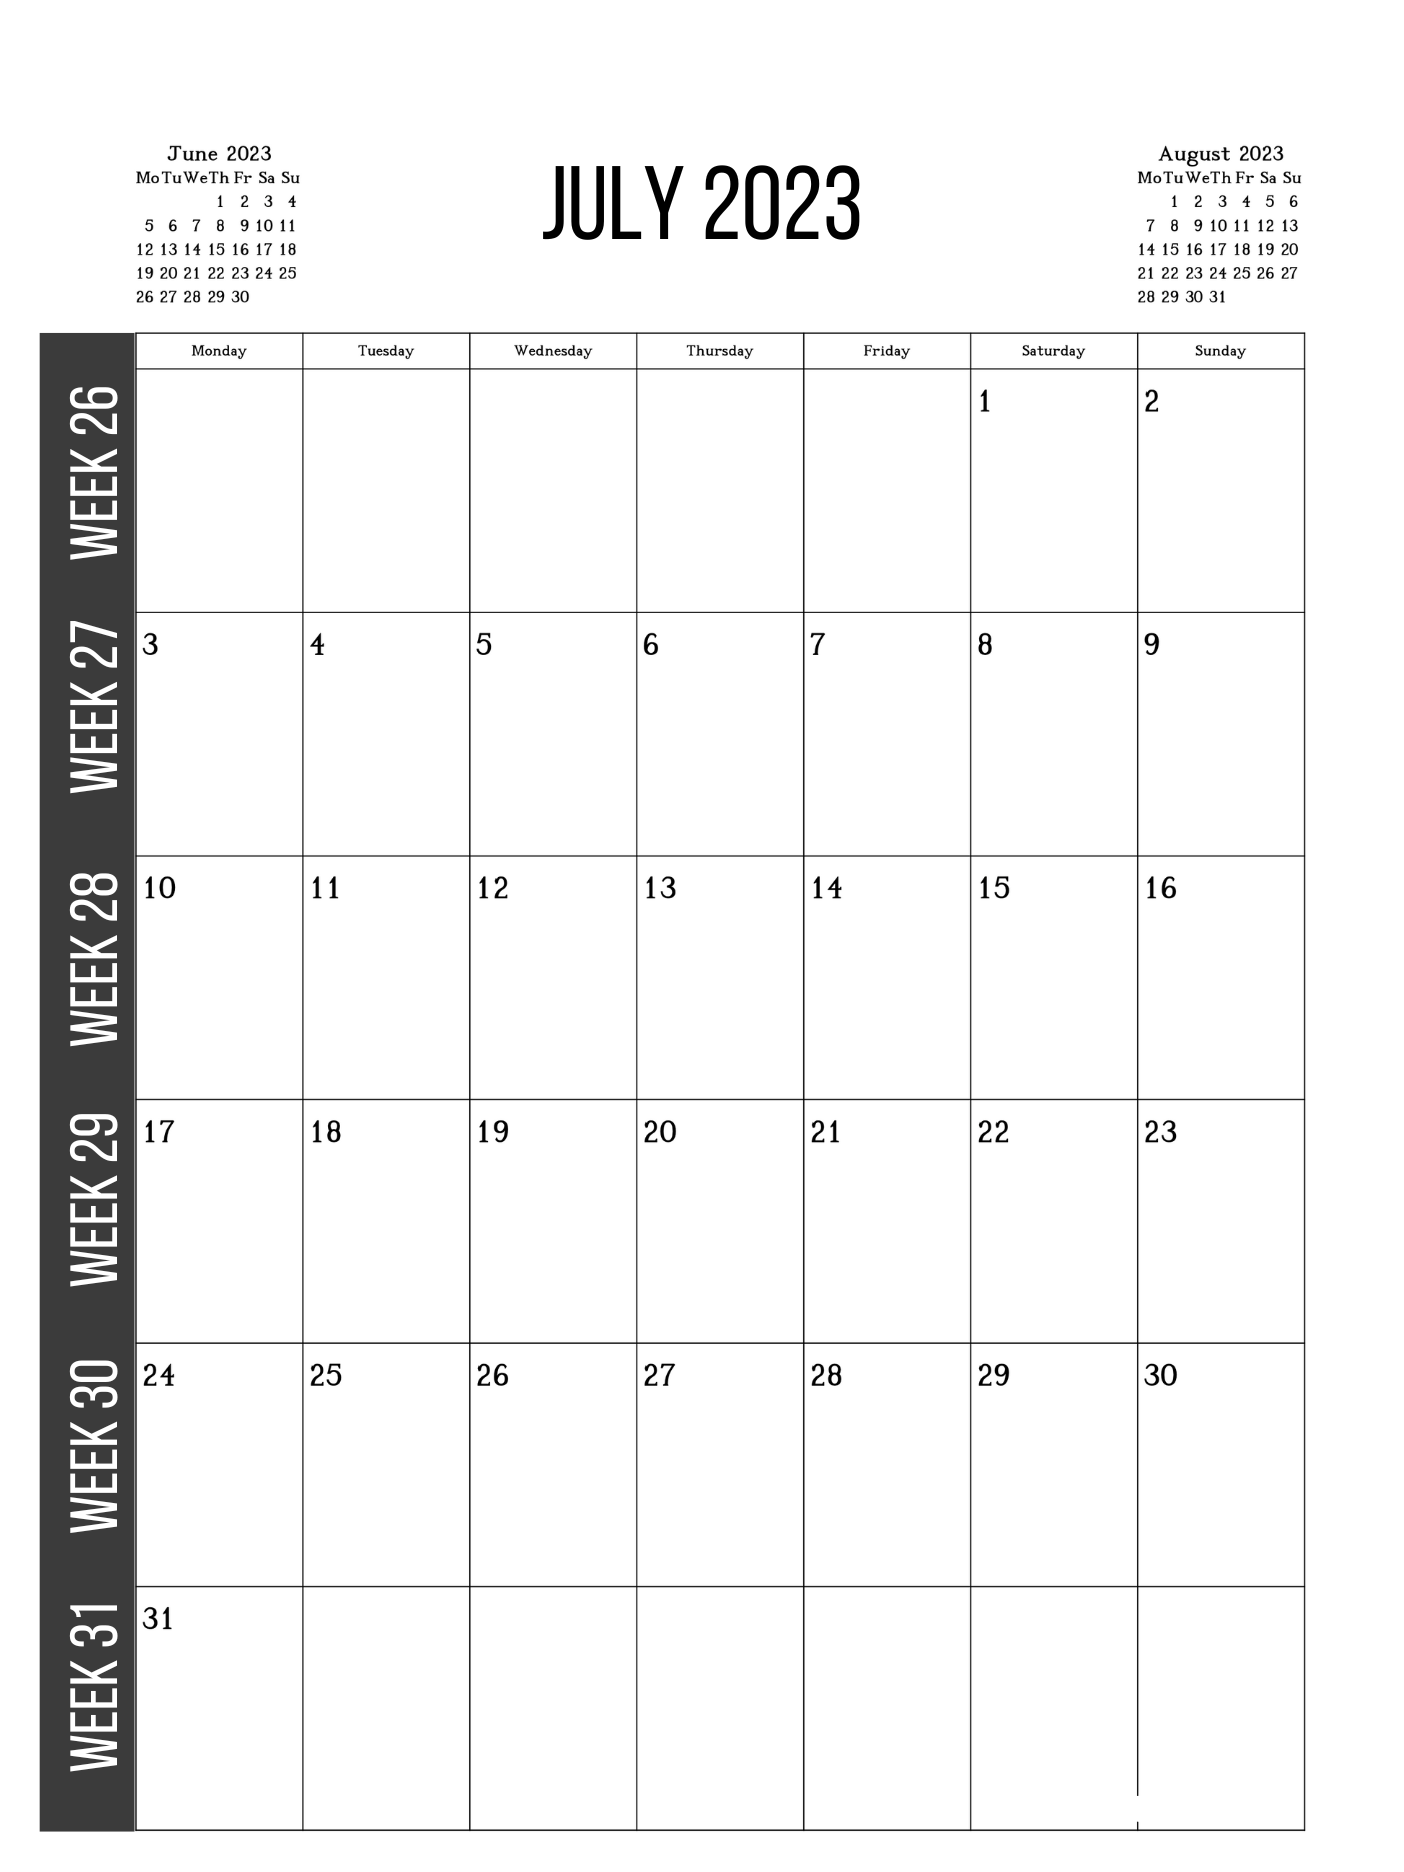 June 2023
Mo Tu We Th Fr Sa Su
1 2 3 4
5 6 7 8 9 10 11
12 13 14 15 16 17 18
19 20 21 22 23 24 25
26 27 28 29 30
JULY 2023
August 2023
Mo Tu We Th Fr Sa Su
1 2 3 4 5 6
7 8 9 10 11 12 13
14 15 16 17 18 19 20
21 22 23 24 25 26 27
28 29 30 31
Monday Tuesday Wednesday Thursday Friday Saturday Sunday
WEEK 26
1 2
WEEK 27
3 4 5 6 7 8 9
WEEK 28
10 11 12 13 14 15 16
WEEK 29
17 18 19 20 21 22 23
WEEK 30
24 25 26 27 28 29 30
WEEK 31
31